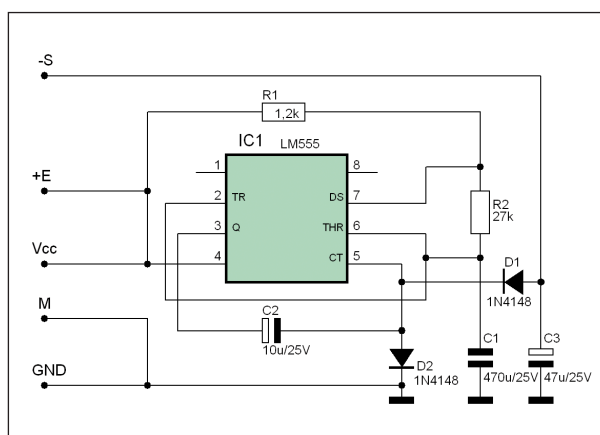 -S
R1
1,2k
IC1 LM555
+E
1 8
2 TR DS 7
3 Q THR 6
4 CT 5
R2
27k
Vcc
D1
1N4148
M
C2
10u/25V
C1
470u/25V
C3
47u/25V
D2
1N4148
GND